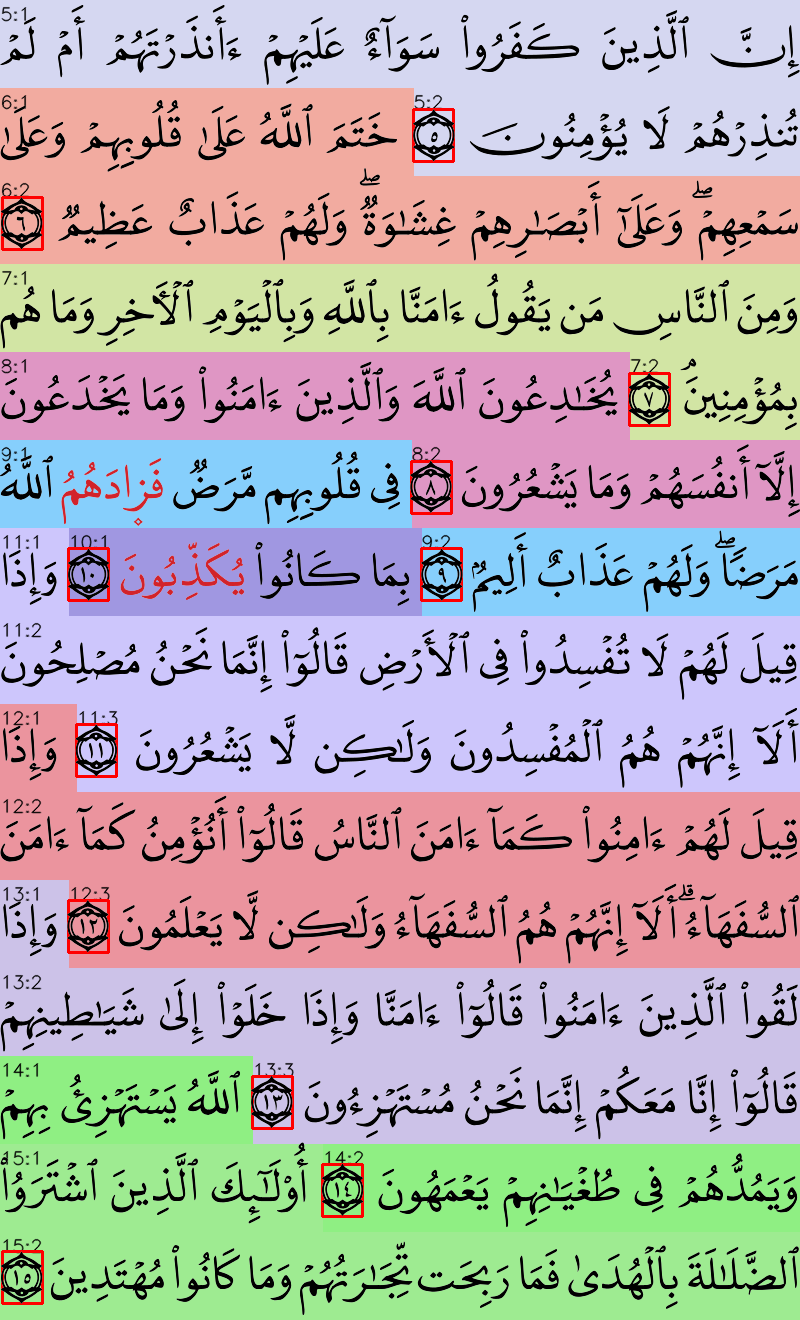 5:1
إِنَّ ٱلَّذِينَ كَفَرُوا۟ سَوَآءٌ عَلَيْهِمْ ءَأَنذَرْتَهُمْ أَمْ لَمْ
6:1 5:2
تُنذِرْهُمْ لَا يُؤْمِنُونَ ٥ خَتَمَ ٱللَّهُ عَلَىٰ قُلُوبِهِمْ وَعَلَىٰ
6:2
سَمْعِهِمْ ۖ وَعَلَىٰٓ أَبْصَـٰرِهِمْ غِشَـٰوَةٌ ۖ وَلَهُمْ عَذَابٌ عَظِيمٌ ٦
7:1
وَمِنَ ٱلنَّاسِ مَن يَقُولُ ءَامَنَّا بِٱللَّهِ وَبِٱلْيَوْمِ ٱلْـَٔاخِرِ وَمَا هُم
8:1 7:2
بِمُؤْمِنِينَ ٧ يُخَـٰدِعُونَ ٱللَّهَ وَٱلَّذِينَ ءَامَنُوا۟ وَمَا يَخْدَعُونَ
9:1 8:2
إِلَّآ أَنفُسَهُمْ وَمَا يَشْعُرُونَ ٨ فِى قُلُوبِهِم مَّرَضٌ فَزَادَهُمُ ٱللَّهُ
11:1 10:1 9:2
مَرَضًا ۖ وَلَهُمْ عَذَابٌ أَلِيمٌۢ ٩ بِمَا كَانُوا۟ يُكَذِّبُونَ ١٠ وَإِذَا
11:2
قِيلَ لَهُمْ لَا تُفْسِدُوا۟ فِى ٱلْأَرْضِ قَالُوٓا۟ إِنَّمَا نَحْنُ مُصْلِحُونَ
12:1 11:3
أَلَآ إِنَّهُمْ هُمُ ٱلْمُفْسِدُونَ وَلَـٰكِن لَّا يَشْعُرُونَ ١١ وَإِذَا
12:2
قِيلَ لَهُمْ ءَامِنُوا۟ كَمَآ ءَامَنَ ٱلنَّاسُ قَالُوٓا۟ أَنُؤْمِنُ كَمَآ ءَامَنَ
13:1 12:3
ٱلسُّفَهَآءُ ۗ أَلَآ إِنَّهُمْ هُمُ ٱلسُّفَهَآءُ وَلَـٰكِن لَّا يَعْلَمُونَ ١٢ وَإِذَا
13:2
لَقُوا۟ ٱلَّذِينَ ءَامَنُوا۟ قَالُوٓا۟ ءَامَنَّا وَإِذَا خَلَوْا۟ إِلَىٰ شَيَـٰطِينِهِمْ
14:1 13:3
قَالُوٓا۟ إِنَّا مَعَكُمْ إِنَّمَا نَحْنُ مُسْتَهْزِءُونَ ١٣ ٱللَّهُ يَسْتَهْزِئُ بِهِمْ
15:1 14:2
وَيَمُدُّهُمْ فِى طُغْيَـٰنِهِمْ يَعْمَهُونَ ١٤ أُو۟لَـٰٓئِكَ ٱلَّذِينَ ٱشْتَرَوُا۟
15:2
ٱلضَّلَـٰلَةَ بِٱلْهُدَىٰ فَمَا رَبِحَت تِّجَـٰرَتُهُمْ وَمَا كَانُوا۟ مُهْتَدِينَ ١٥